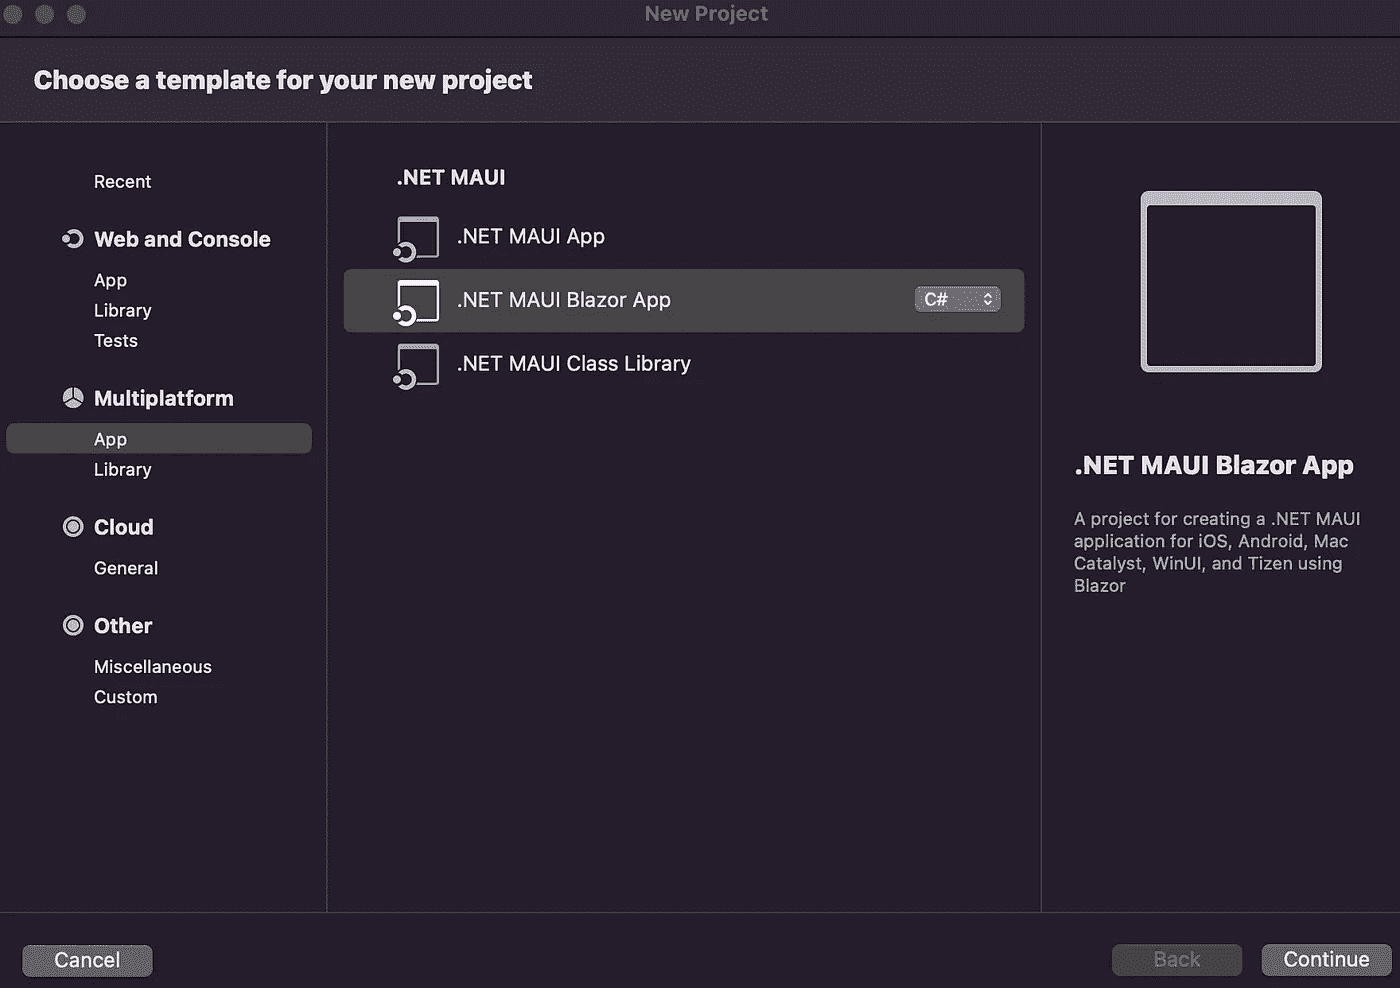 New Project
Choose a template for your new project
Recent
Web and Console
App
Library
Tests
Multiplatform
App
Library
Cloud
General
Other
Miscellaneous
Custom
.NET MAUI
.NET MAUI App
.NET MAUI Blazor App
C#
.NET MAUI Class Library
.NET MAUI Blazor App
A project for creating a .NET MAUI
application for iOS, Android, Mac
Catalyst, WinUI, and Tizen using
Blazor
Cancel
Back
Continue